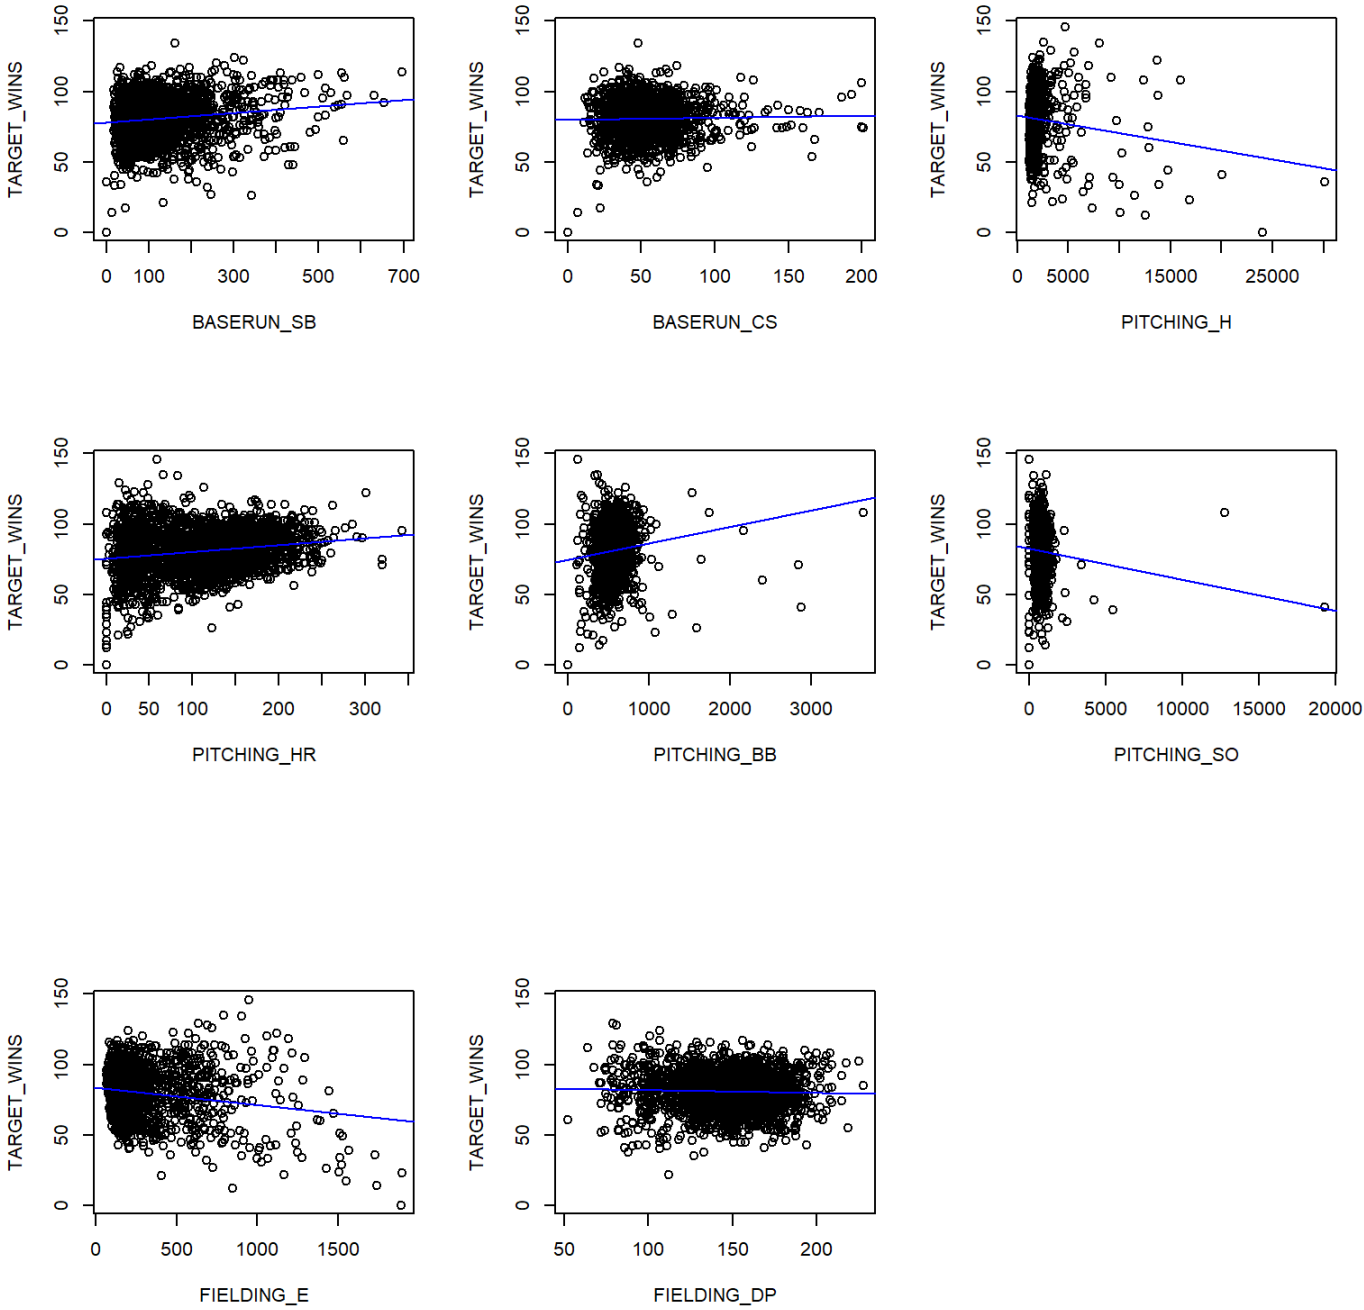 TARGET_WINS
0 50 100 150
0 100 300 500 700
BASERUN_SB
TARGET_WINS
0 50 100 150
0 50 100 150 200
BASERUN_CS
TARGET_WINS
0 50 100 150
0 5000 15000 25000
PITCHING_H
TARGET_WINS
0 50 100 150
0 50 100 200 300
PITCHING_HR
TARGET_WINS
0 50 100 150
0 1000 2000 3000
PITCHING_BB
TARGET_WINS
0 50 100 150
0 5000 10000 15000 20000
PITCHING_SO
TARGET_WINS
0 50 100 150
0 500 1000 1500
FIELDING_E
TARGET_WINS
0 50 100 150
50 100 150 200
FIELDING_DP